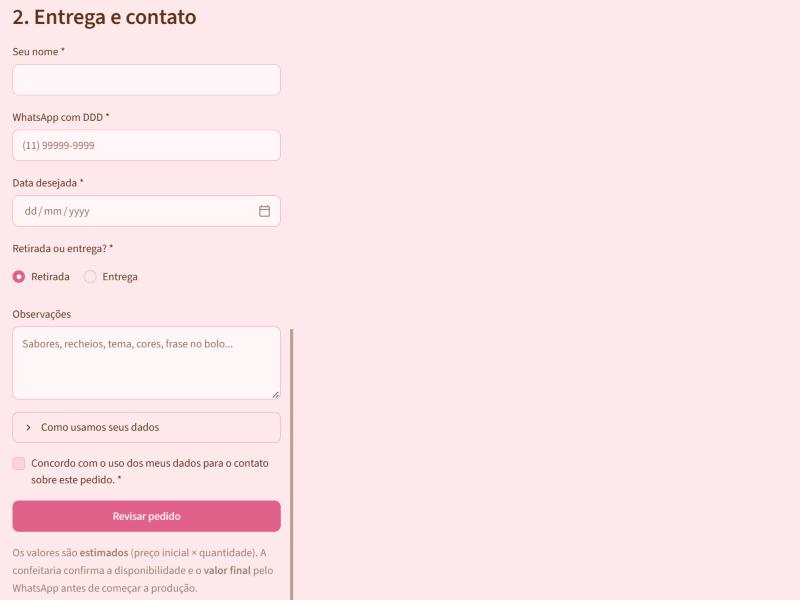 2. Entrega e contato
Seu nome *
WhatsApp com DDD *
(11) 99999-9999
Data desejada *
dd/mm/yyyy
Retirada ou entrega? *
Retirada Entrega
Observações
Sabores, recheios, tema, cores, frase no bolo...
Como usamos seus dados
Concordo com o uso dos meus dados para o contato
sobre este pedido. *
Revisar pedido
Os valores são estimados (preço inicial × quantidade). A
confeitaria confirma a disponibilidade e o valor final pelo
WhatsApp antes de começar a produção.